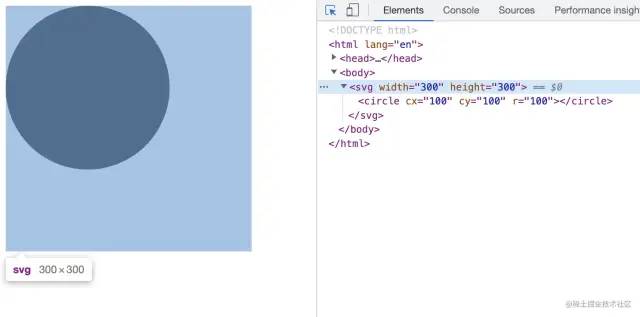 Elements Console Sources Performance insigh
<!DOCTYPE html>
<html lang="en">
<head>…</head>
<body>
<svg width="300" height="300"> == $0
<circle cx="100" cy="100" r="100"></circle>
</svg>
</body>
</html>
svg 300×300
@稀土掘金技术社区